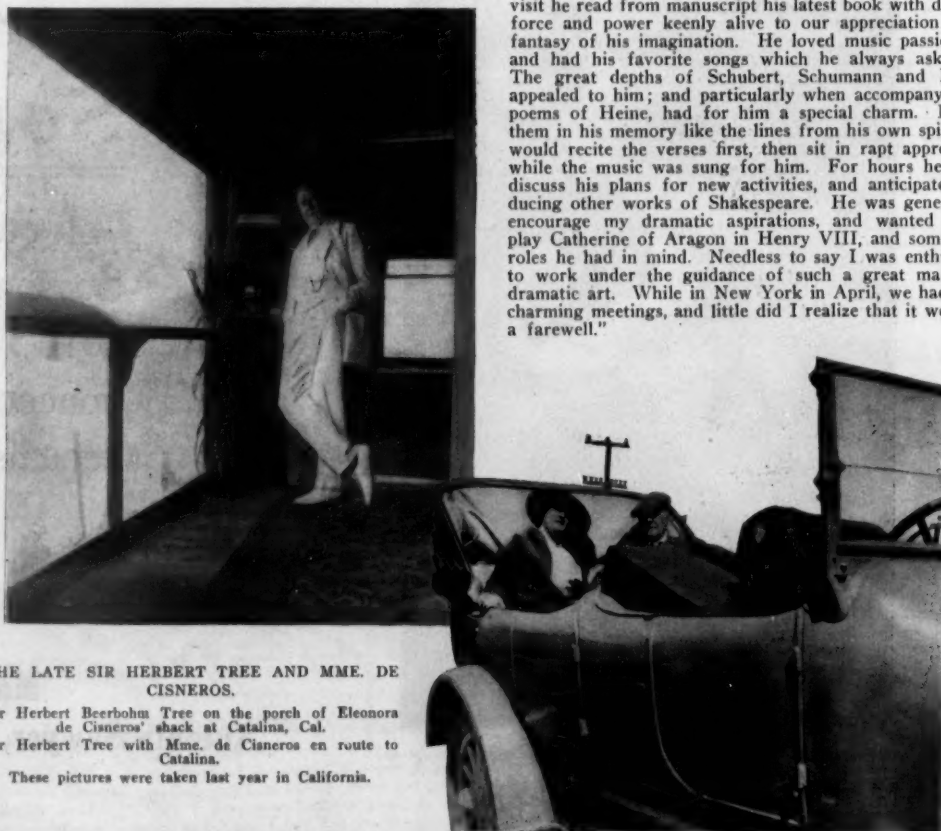 visit he read from manuscript his latest book with d
force and power keenly alive to our appreciation
fantasy of his imagination. He loved music passi
and had his favorite songs which he always ask
The great depths of Schubert, Schumann and
appealed to him; and particularly when accompany
poems of Heine, had for him a special charm.
them in his memory like the lines from his own spi
would recite the verses first, then sit in rapt appre
while the music was sung for him. For hours he
discuss his plans for new activities, and anticipat
ducing other works of Shakespeare. He was gene
encourage my dramatic aspirations, and wanted
play Catherine of Aragon in Henry VIII, and som
roles he had in mind. Needless to say I was enth
to work under the guidance of such a great ma
dramatic art. While in New York in April, we had
charming meetings, and little did I realize that it w
a farewell."
HE LATE SIR HERBERT TREE AND MME. DE
CISNEROS.
r Herbert Beerbohm Tree on the porch of Eleonora
de Cisneros' shack at Catalina, Cal.
r Herbert Tree with Mme. de Cisneros en route to
Catalina.
These pictures were taken last year in California.